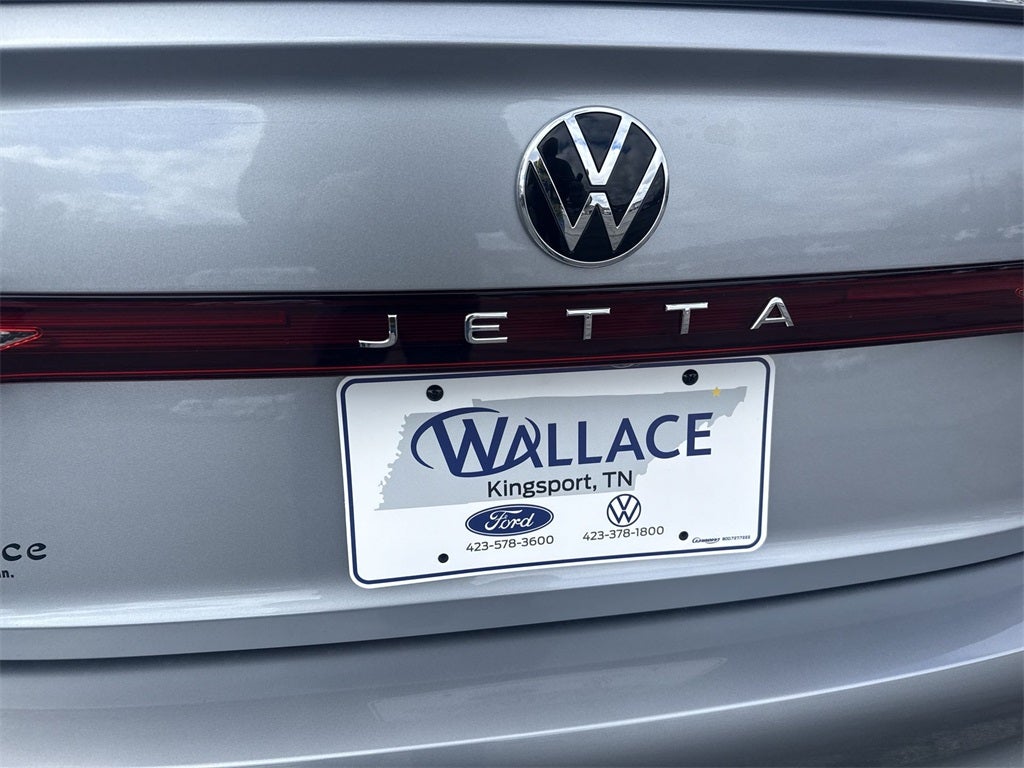 JETTA
WALLACE
Kingsport, TN
Ford
423-578-3600
423-378-1800
ce
n.